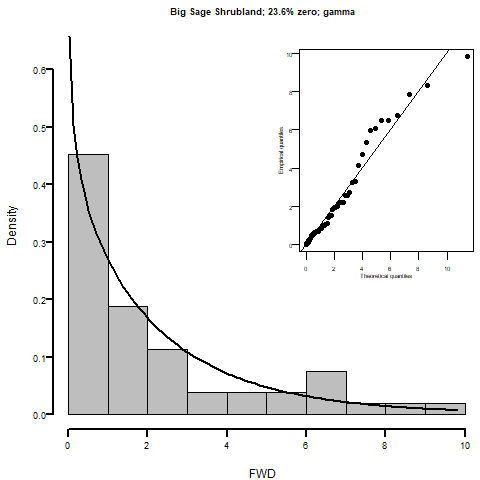 Big Sage Shrubland; 23.6% zero; gamma
Density
0.6
0.5
0.4
0.3
0.2
0.1
0.0
0 2 4 6 8 10
FWD
Empirical quantiles
10
8
6
4
2
0
0 2 4 6 8 10
Theoretical quantiles